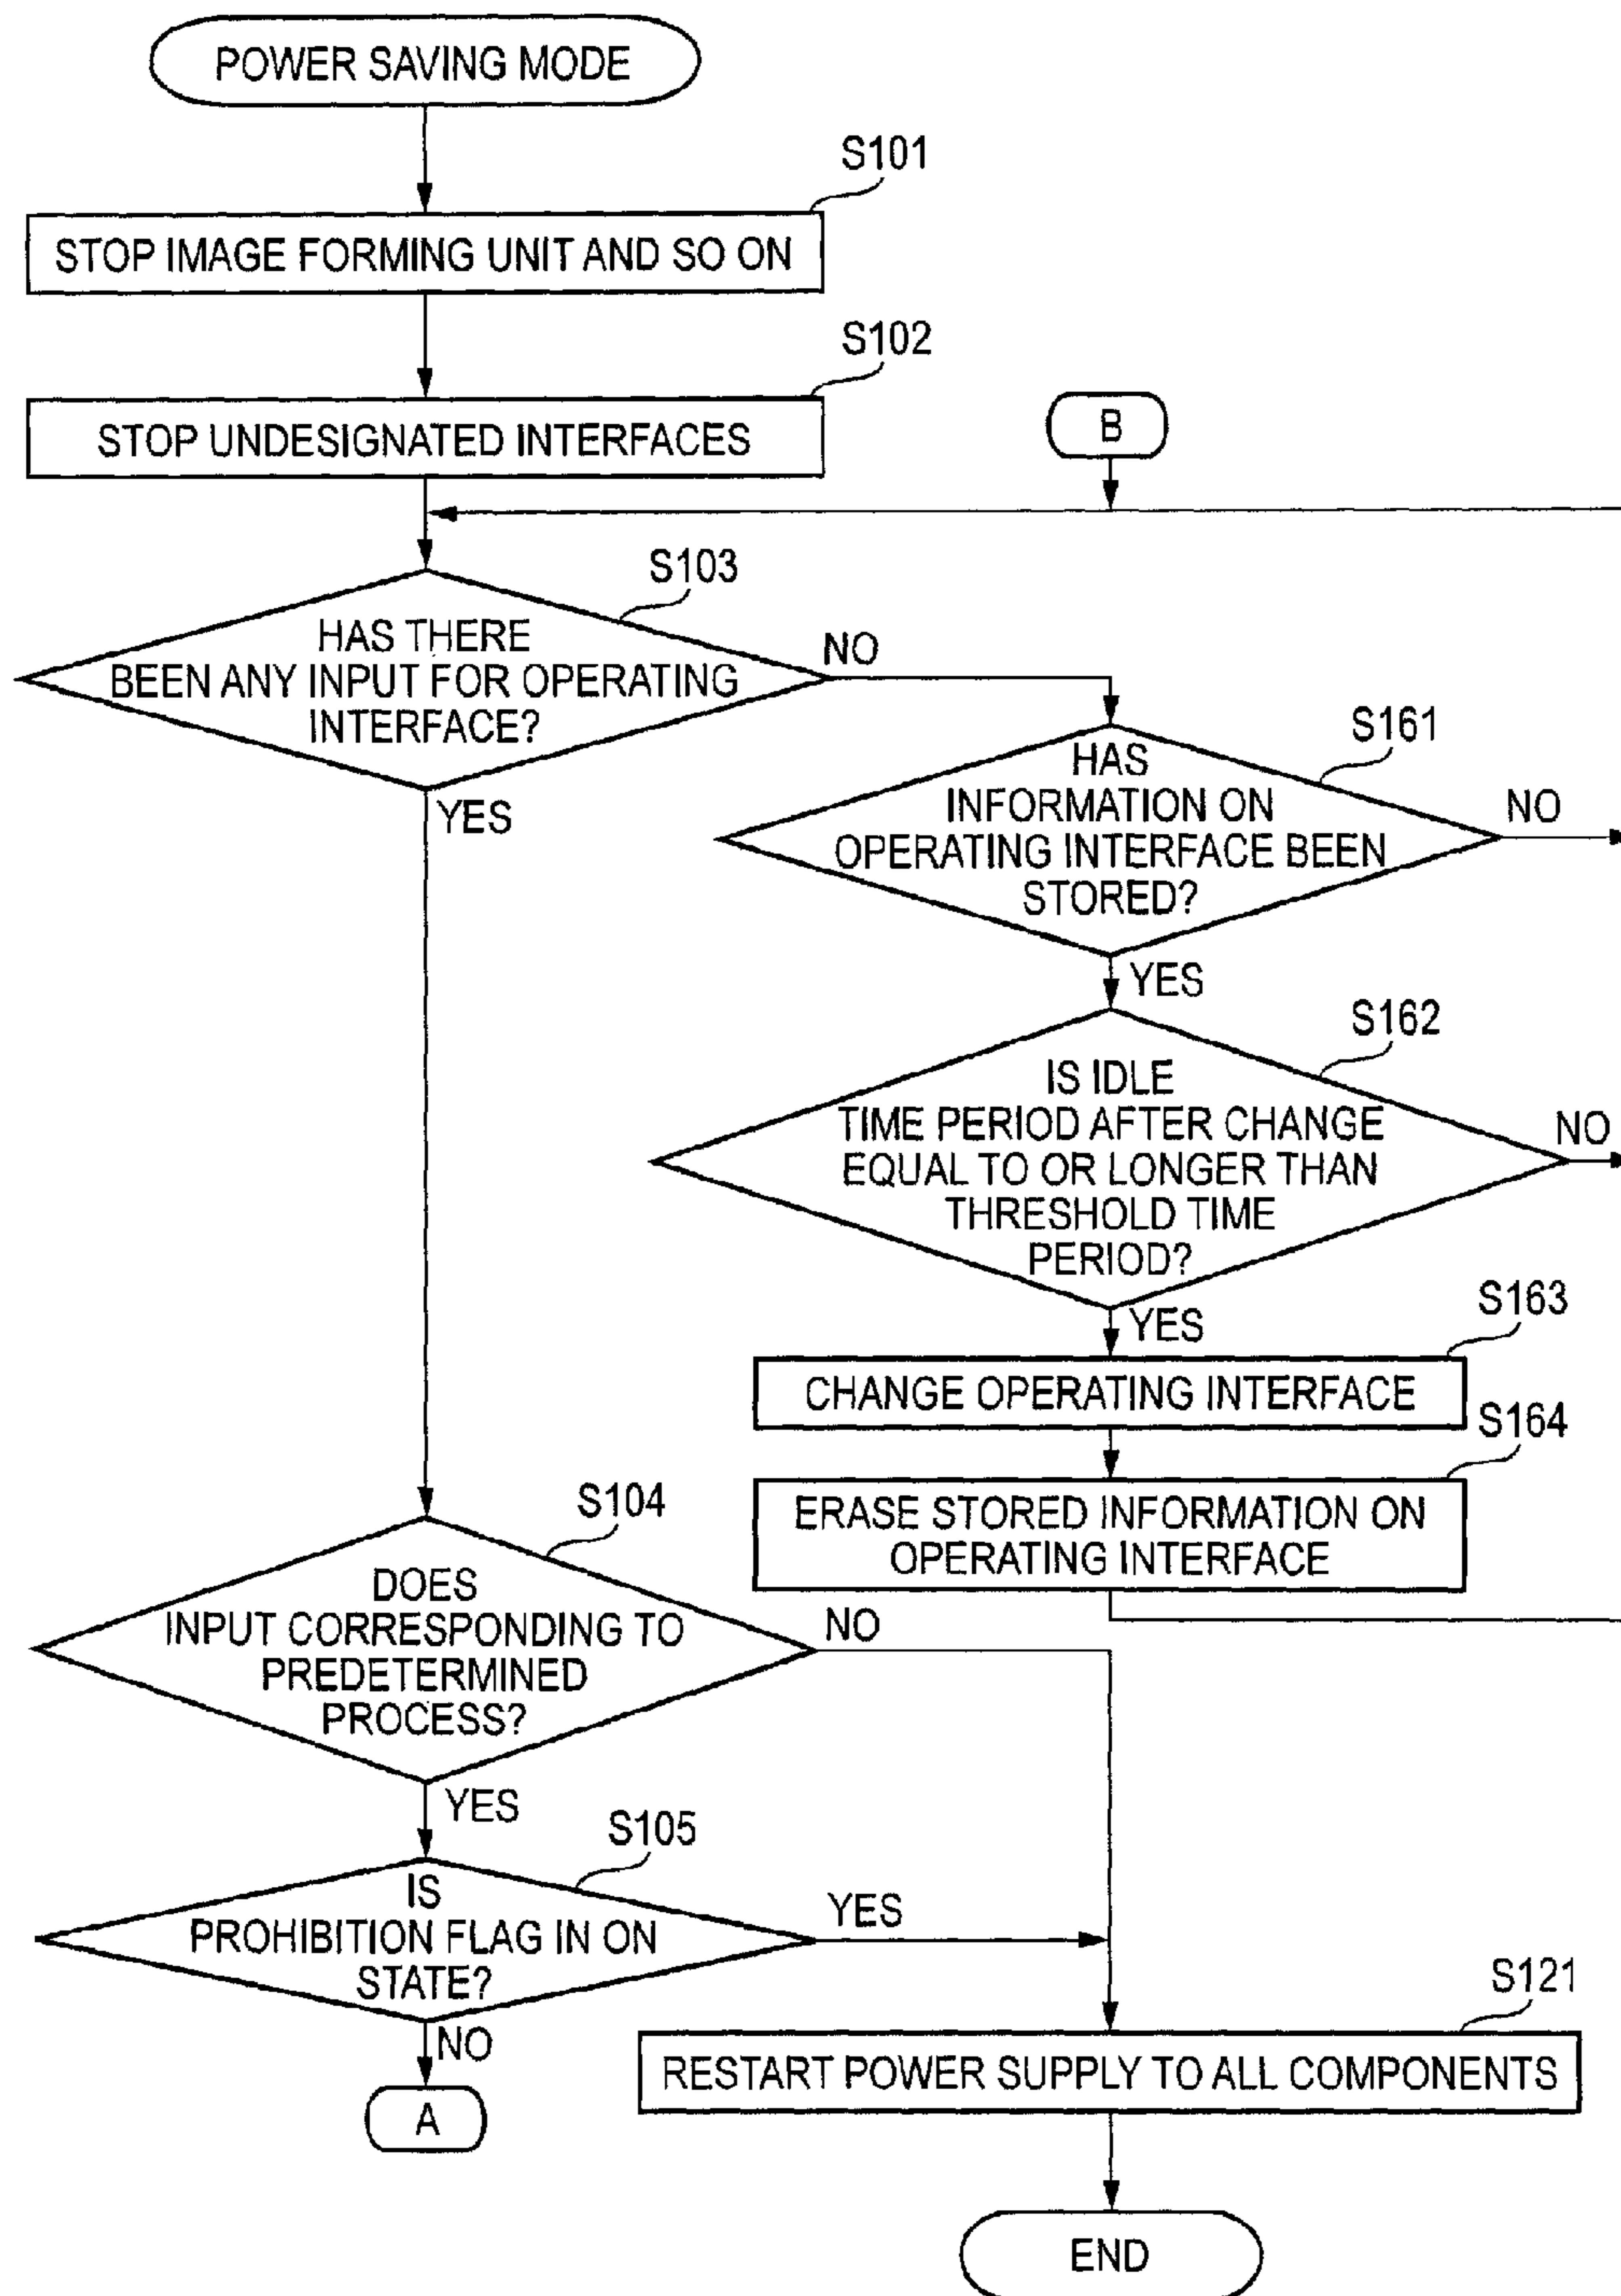 POWER SAVING MODE
S101
STOP IMAGE FORMING UNIT AND SO ON
S102
STOP UNDESIGNATED INTERFACES
B
S103
HAS THERE
BEEN ANY INPUT FOR OPERATING
INTERFACE?
NO
YES
S161
HAS
INFORMATION ON
OPERATING INTERFACE BEEN
STORED?
NO
YES
S162
IS IDLE
TIME PERIOD AFTER CHANGE
EQUAL TO OR LONGER THAN
THRESHOLD TIME
PERIOD?
NO
YES
S163
CHANGE OPERATING INTERFACE
S164
ERASE STORED INFORMATION ON
OPERATING INTERFACE
S104
DOES
INPUT CORRESPONDING TO
PREDETERMINED
PROCESS?
NO
YES
S105
IS
PROHIBITION FLAG IN ON
STATE?
YES
NO
A
S121
RESTART POWER SUPPLY TO ALL COMPONENTS
END